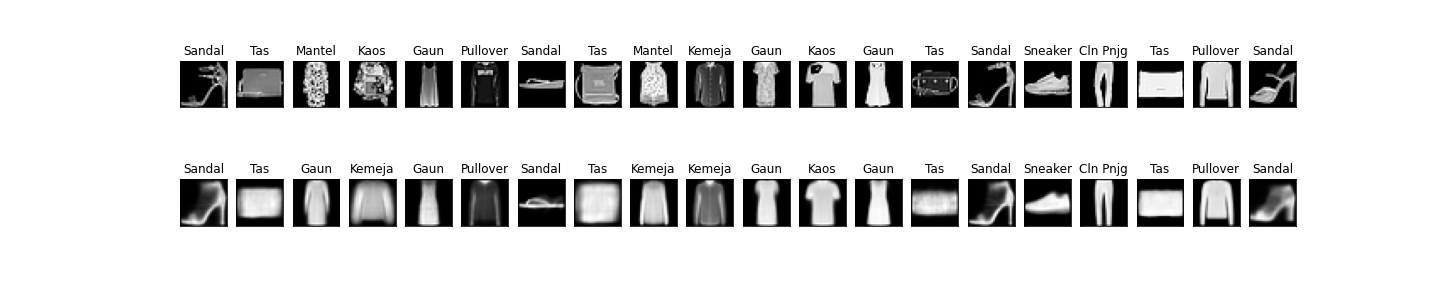 Sandal Tas Mantel Kaos Gaun Pullover Sandal Tas Mantel Kemeja Gaun Kaos Gaun Tas Sandal Sneaker Cln Pnjg Tas Pullover Sandal
Sandal Tas Gaun Kemeja Gaun Pullover Sandal Tas Kemeja Kemeja Gaun Kaos Gaun Tas Sandal Sneaker Cln Pnjg Tas Pullover Sandal